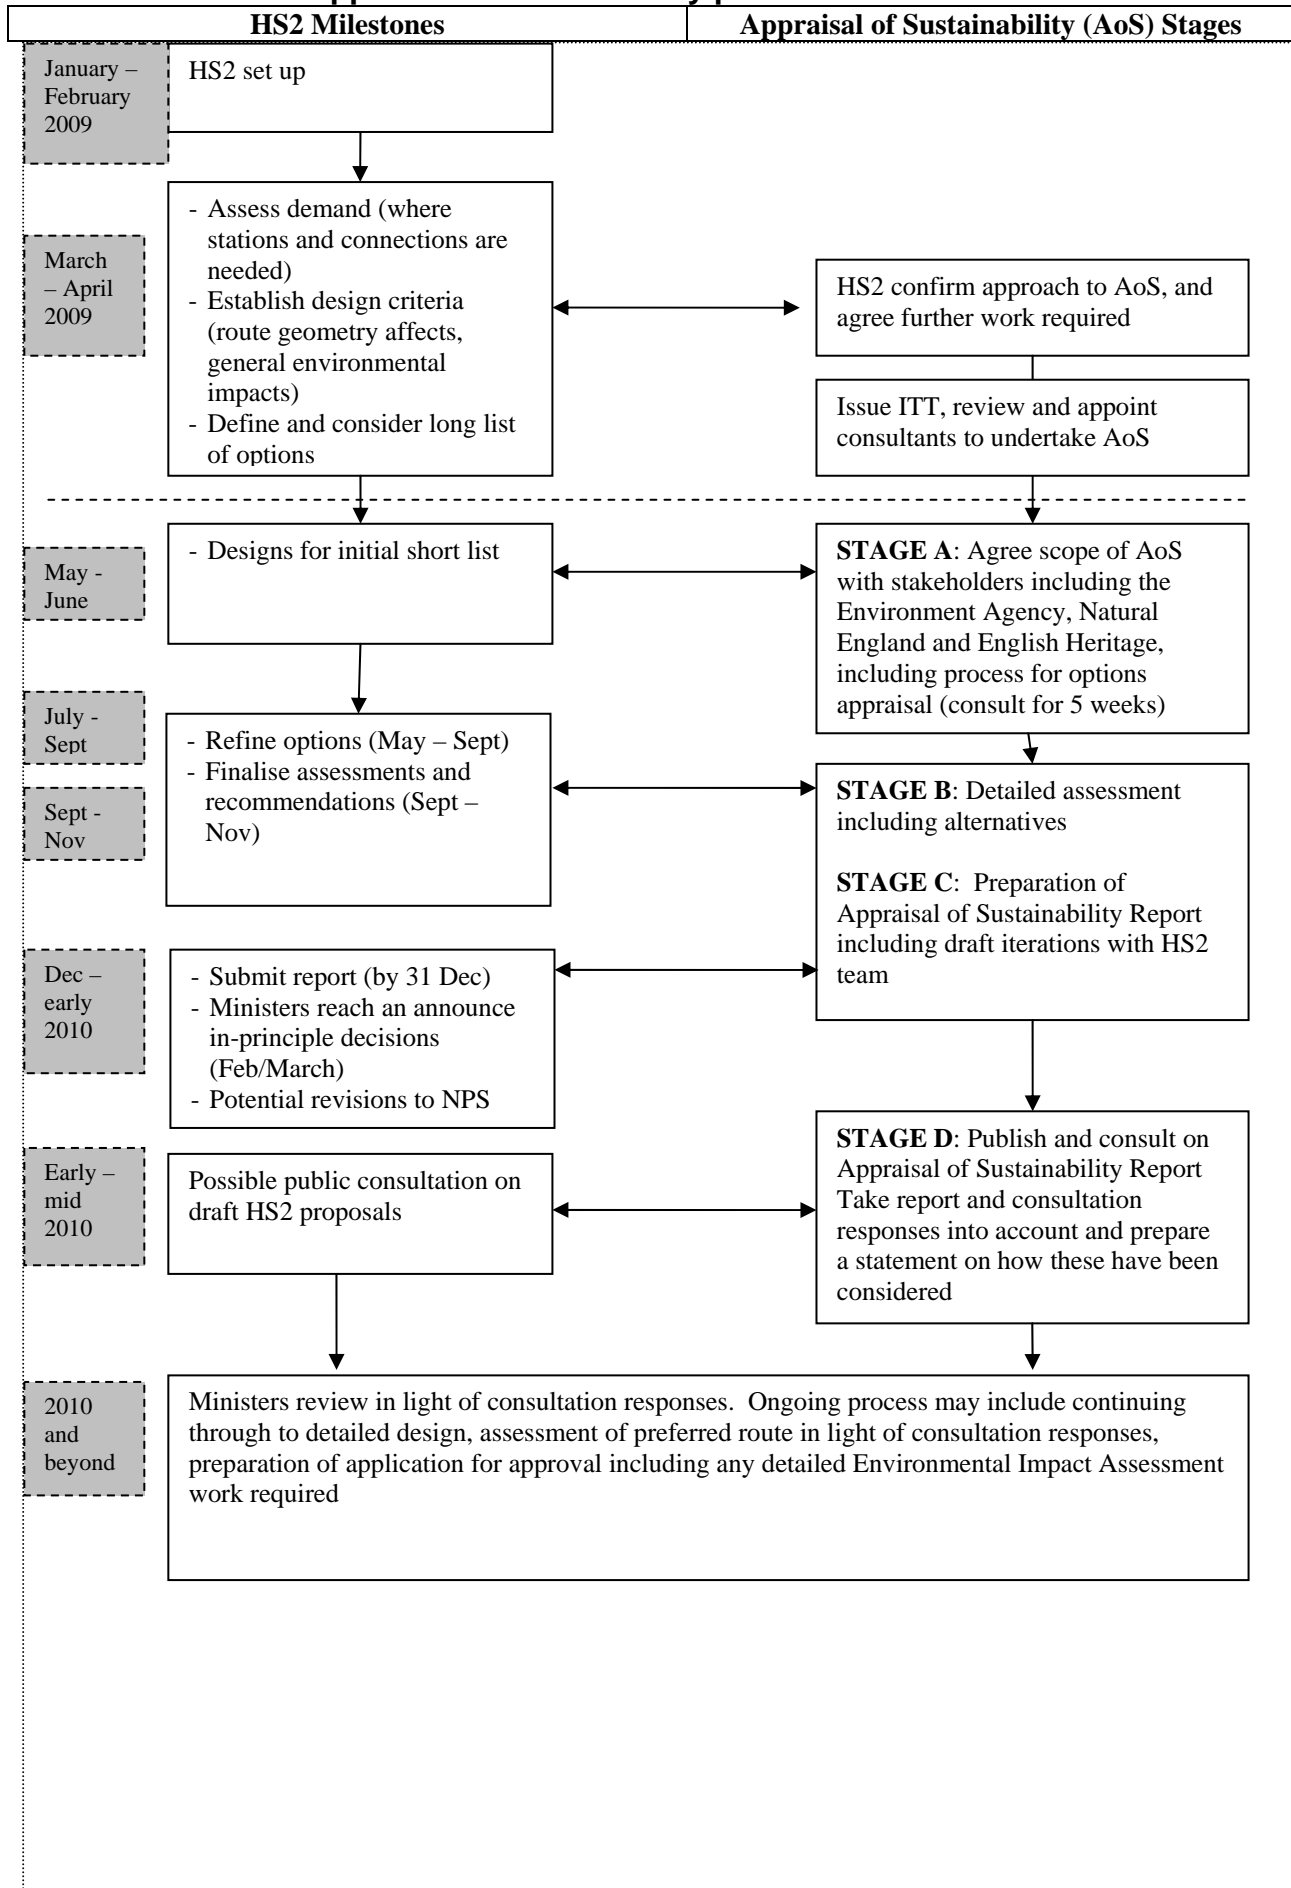 HS2 Milestones
Appraisal of Sustainability (AoS) Stages
January –
February
2009
HS2 set up
March
– April
2009
- Assess demand (where
stations and connections are
needed)
- Establish design criteria
(route geometry affects,
general environmental
impacts)
- Define and consider long list
of options
HS2 confirm approach to AoS, and
agree further work required
Issue ITT, review and appoint
consultants to undertake AoS
May -
June
- Designs for initial short list
STAGE A: Agree scope of AoS
with stakeholders including the
Environment Agency, Natural
England and English Heritage,
including process for options
appraisal (consult for 5 weeks)
July -
Sept
Sept -
Nov
- Refine options (May – Sept)
- Finalise assessments and
recommendations (Sept –
Nov)
STAGE B: Detailed assessment
including alternatives
STAGE C: Preparation of
Appraisal of Sustainability Report
including draft iterations with HS2
team
Dec –
early
2010
- Submit report (by 31 Dec)
- Ministers reach an announce
in-principle decisions
(Feb/March)
- Potential revisions to NPS
Early –
mid
2010
Possible public consultation on
draft HS2 proposals
STAGE D: Publish and consult on
Appraisal of Sustainability Report
Take report and consultation
responses into account and prepare
a statement on how these have been
considered
2010
and
beyond
Ministers review in light of consultation responses. Ongoing process may include continuing
through to detailed design, assessment of preferred route in light of consultation responses,
preparation of application for approval including any detailed Environmental Impact Assessment
work required